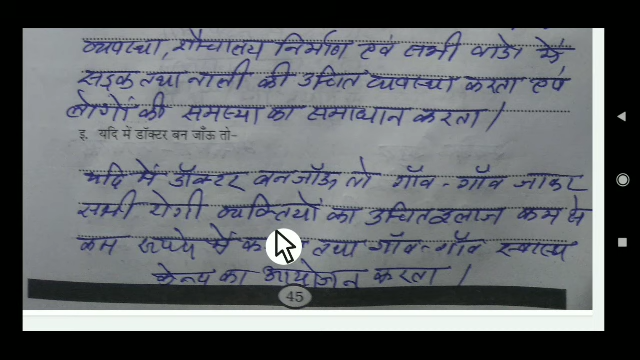 व्यवस्था, शौचालय निर्माण एवं सभी वार्डो में
सड़क तथा नाली की उचित व्यवस्था करता एवं
लोगों की समस्या का समाधान करता।
इ. यदि में डॉक्टर बन जाँऊ तो-
यदि में डॉक्टर बन जाँऊ तो गाँव-गाँव जाकर
सभी रोगी व्यक्तियों का उचित इलाज कम से
कम रूपये में तथा गाँव-गाँव स्वास्थ्य
का आयोजन करता।
45